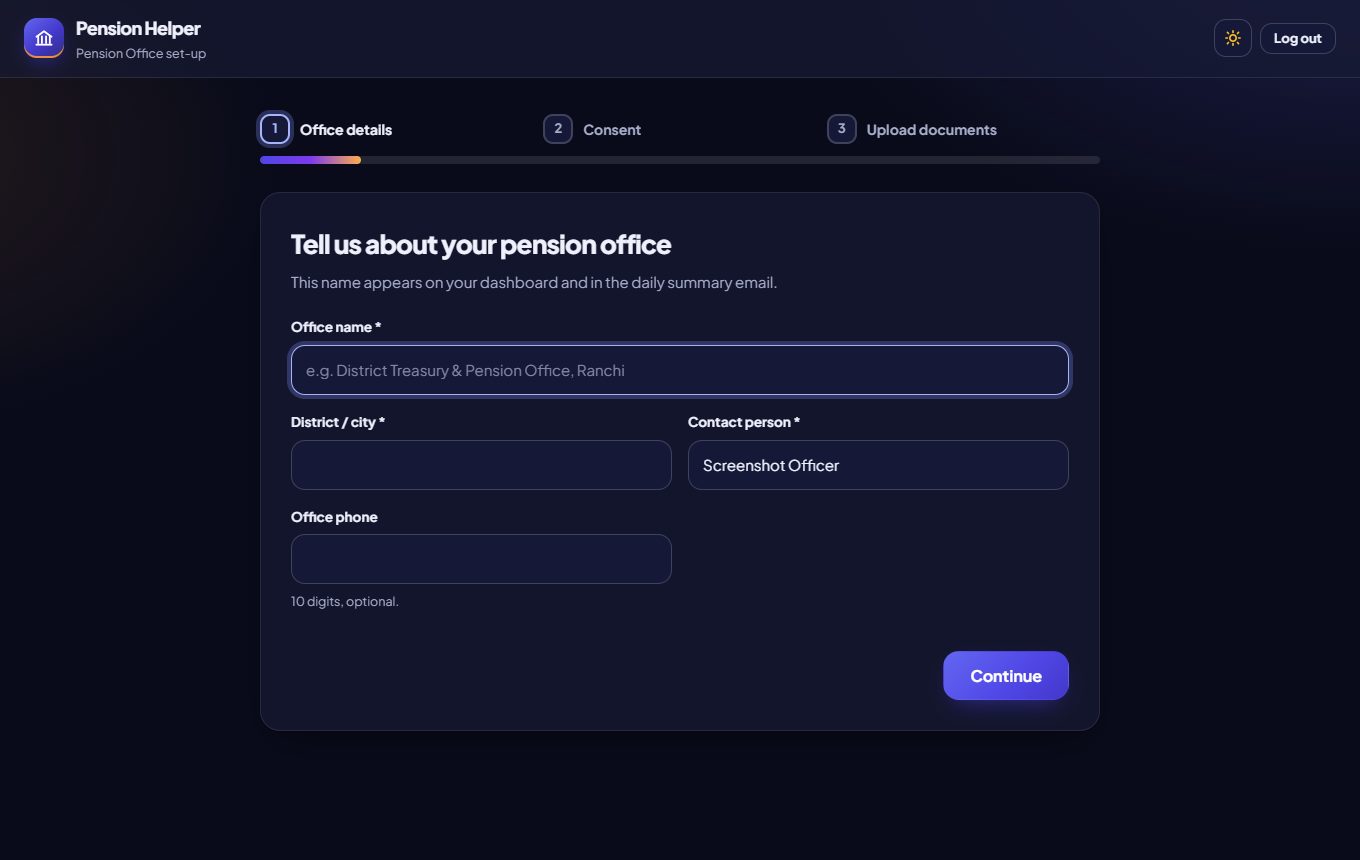 Pension Helper
Pension Office set-up
Log out
1 Office details
2 Consent
3 Upload documents
Tell us about your pension office
This name appears on your dashboard and in the daily summary email.
Office name *
e.g. District Treasury & Pension Office, Ranchi
District / city *
Contact person *
Screenshot Officer
Office phone
10 digits, optional.
Continue